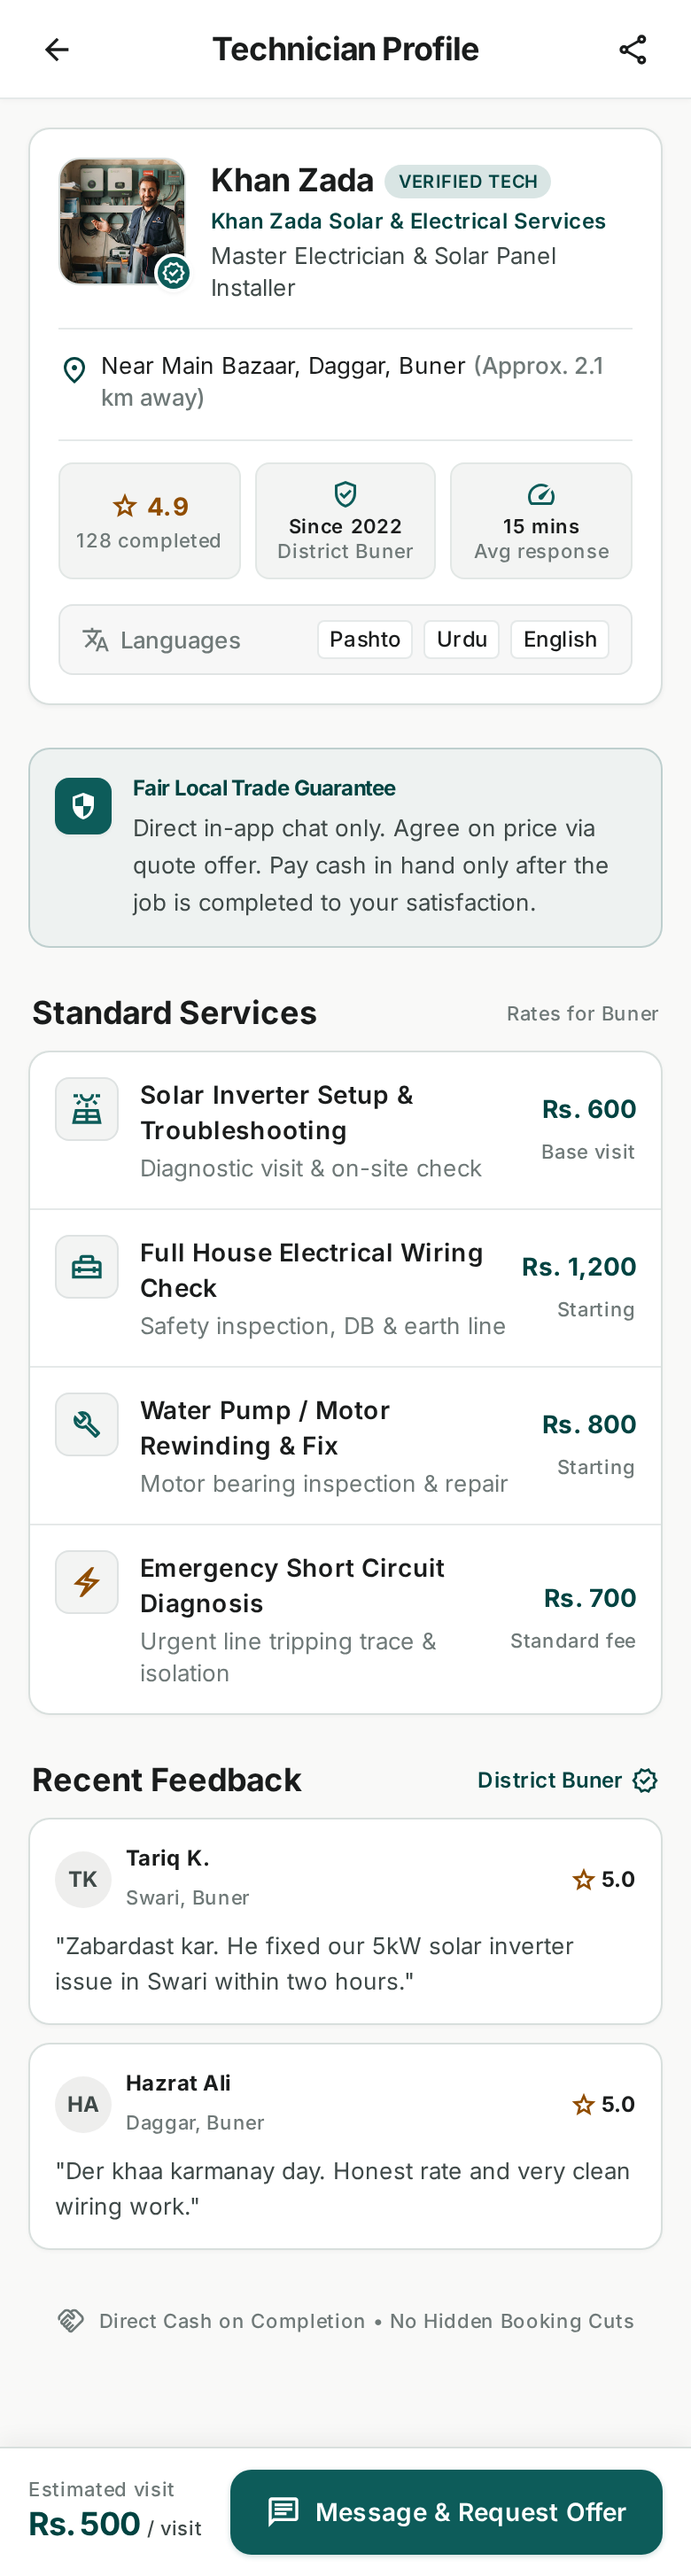 Technician Profile
Khan Zada VERIFIED TECH
Khan Zada Solar & Electrical Services
Master Electrician & Solar Panel
Installer
Near Main Bazaar, Daggar, Buner (Approx. 2.1
km away)
4.9
128 completed
Since 2022
District Buner
15 mins
Avg response
Languages Pashto Urdu English
Fair Local Trade Guarantee
Direct in-app chat only. Agree on price via
quote offer. Pay cash in hand only after the
job is completed to your satisfaction.
Standard Services Rates for Buner
Solar Inverter Setup &
Troubleshooting
Diagnostic visit & on-site check
Rs. 600
Base visit
Full House Electrical Wiring
Check
Safety inspection, DB & earth line
Rs. 1,200
Starting
Water Pump / Motor
Rewinding & Fix
Motor bearing inspection & repair
Rs. 800
Starting
Emergency Short Circuit
Diagnosis
Urgent line tripping trace &
isolation
Rs. 700
Standard fee
Recent Feedback District Buner
TK
Tariq K.
Swari, Buner
5.0
"Zabardast kar. He fixed our 5kW solar inverter
issue in Swari within two hours."
HA
Hazrat Ali
Daggar, Buner
5.0
"Der khaa karmanay day. Honest rate and very clean
wiring work."
Direct Cash on Completion • No Hidden Booking Cuts
Estimated visit
Rs. 500 / visit
Message & Request Offer